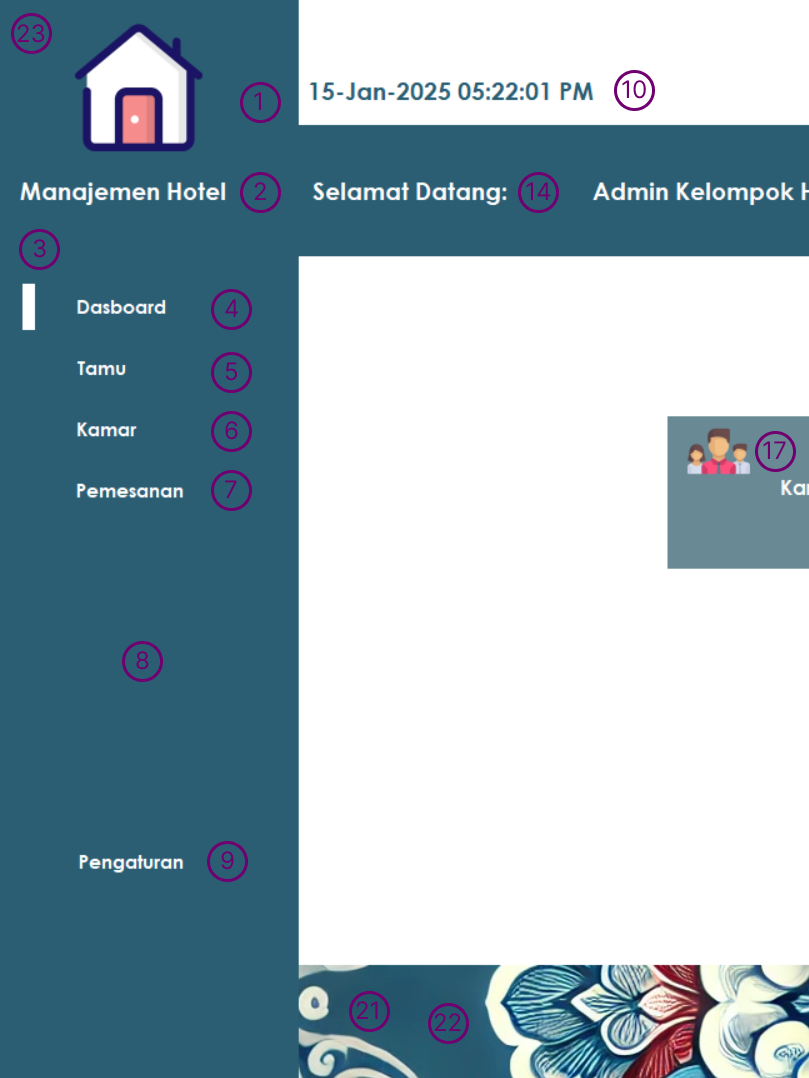 23
1
15-Jan-2025 05:22:01 PM 10
Manajemen Hotel 2
Selamat Datang: 14 Admin Kelompok
3
Dasboard 4
Tamu 5
Kamar 6
Pemesanan 7
17
8
Pengaturan 9
21
22